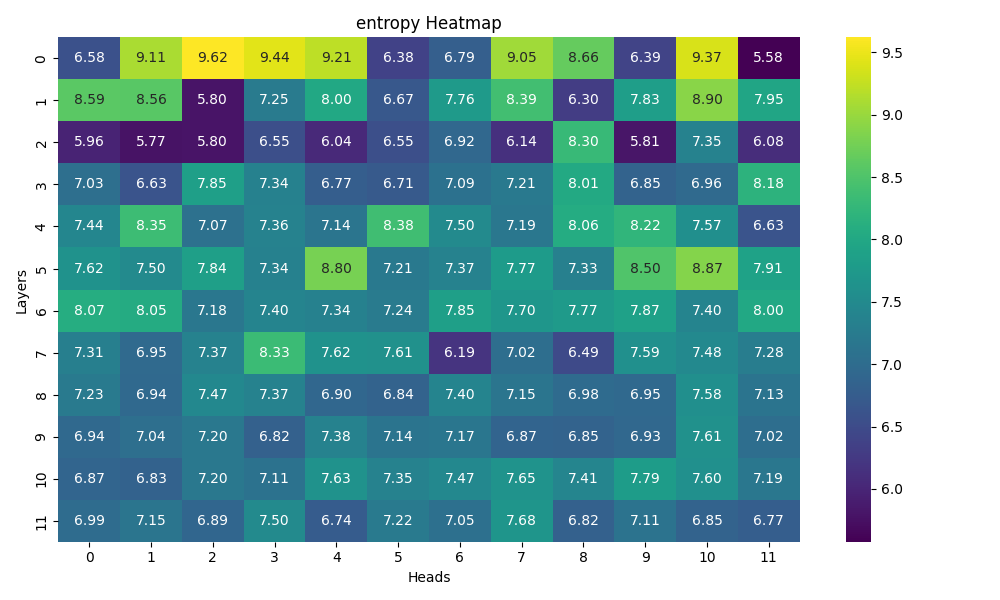 entropy Heatmap
Layers
0 6.58 9.11 9.62 9.44 9.21 6.38 6.79 9.05 8.66 6.39 9.37 5.58
1 8.59 8.56 5.80 7.25 8.00 6.67 7.76 8.39 6.30 7.83 8.90 7.95
2 5.96 5.77 5.80 6.55 6.04 6.55 6.92 6.14 8.30 5.81 7.35 6.08
3 7.03 6.63 7.85 7.34 6.77 6.71 7.09 7.21 8.01 6.85 6.96 8.18
4 7.44 8.35 7.07 7.36 7.14 8.38 7.50 7.19 8.06 8.22 7.57 6.63
5 7.62 7.50 7.84 7.34 8.80 7.21 7.37 7.77 7.33 8.50 8.87 7.91
6 8.07 8.05 7.18 7.40 7.34 7.24 7.85 7.70 7.77 7.87 7.40 8.00
7 7.31 6.95 7.37 8.33 7.62 7.61 6.19 7.02 6.49 7.59 7.48 7.28
8 7.23 6.94 7.47 7.37 6.90 6.84 7.40 7.15 6.98 6.95 7.58 7.13
9 6.94 7.04 7.20 6.82 7.38 7.14 7.17 6.87 6.85 6.93 7.61 7.02
10 6.87 6.83 7.20 7.11 7.63 7.35 7.47 7.65 7.41 7.79 7.60 7.19
11 6.99 7.15 6.89 7.50 6.74 7.22 7.05 7.68 6.82 7.11 6.85 6.77
0 1 2 3 4 5 6 7 8 9 10 11
Heads
9.5
9.0
8.5
8.0
7.5
7.0
6.5
6.0